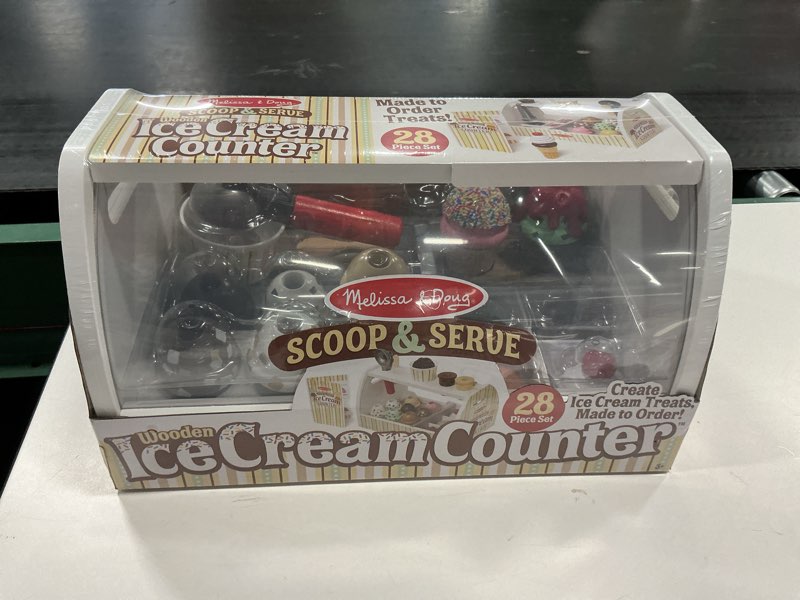 Melissa & Doug
SCOOP & SERVE
Wooden
Ice Cream
Counter
Made to
Order
Treats!
28
Piece Set
Melissa & Doug
SCOOP & SERVE
28
Piece Set
Create
Ice Cream Treats,
Made to Order!
Wooden
Ice Cream Counter